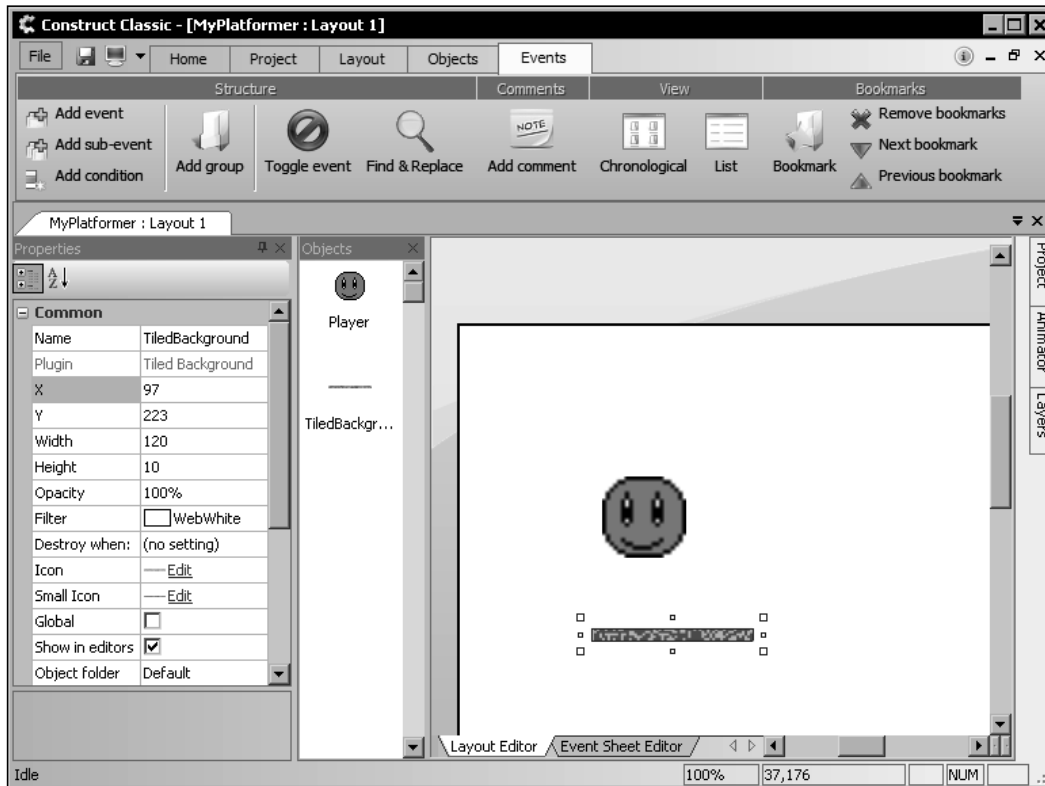 Construct Classic - [MyPlatformer : Layout 1]
File Home Project Layout Objects Events
Structure Comments View Bookmarks
Add event
Add sub-event
Add condition
Add group
Toggle event
Find & Replace
NOTE
Add comment
Chronological
List
Bookmark
Remove bookmarks
Next bookmark
Previous bookmark
MyPlatformer : Layout 1
Properties
A
Z
Common
Name TiledBackground
Plugin Tiled Background
X 97
Y 223
Width 120
Height 10
Opacity 100%
Filter WebWhite
Destroy when: (no setting)
Icon Edit
Small Icon Edit
Global
Show in editors
Object folder Default
Objects
Player
TiledBackgr...
Project
Animator
Layers
Layout Editor Event Sheet Editor
Idle 100% 37,176 NUM